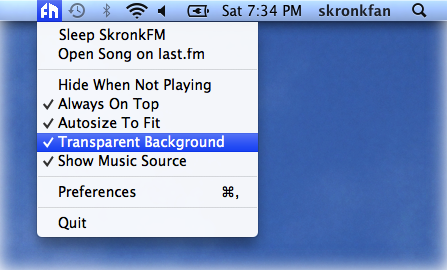 Sat 7:34 PM skronkfan
Sleep SkronkFM
Open Song on last.fm
Hide When Not Playing
✓ Always On Top
✓ Autosize To Fit
✓ Transparent Background
✓ Show Music Source
Preferences ⌘,
Quit